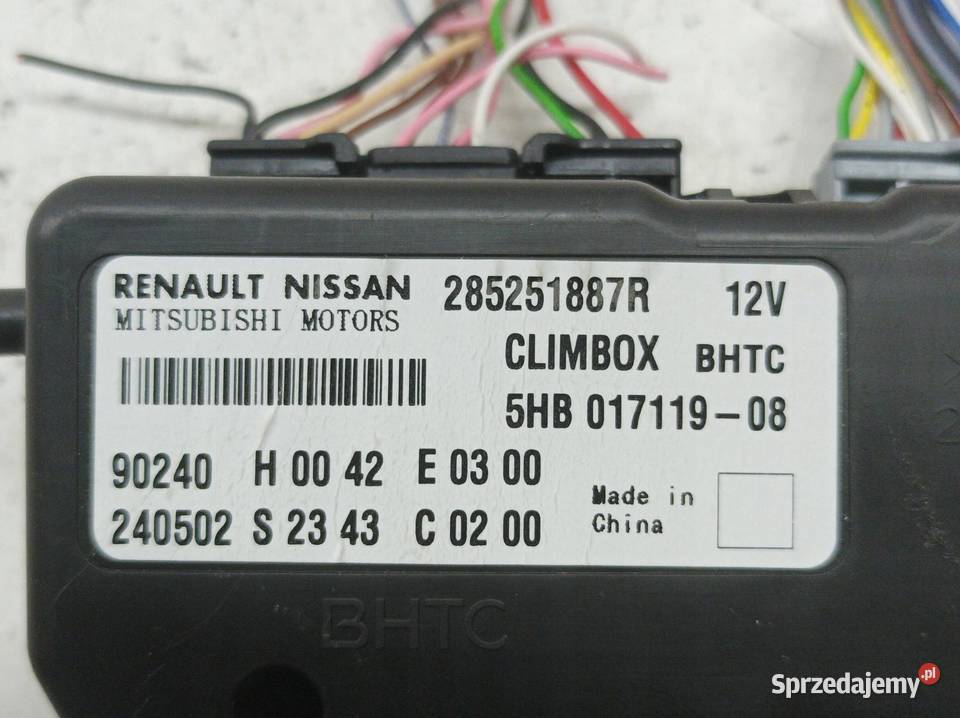 RENAULT NISSAN 285251887R 12V
MITSUBISHI MOTORS
CLIMBOX BHTC
5HB 017119-08
90240 H 00 42 E 03 00
240502 S 23 43 C 02 00
Made in
China
BHTC
Sprzedajemy.pl